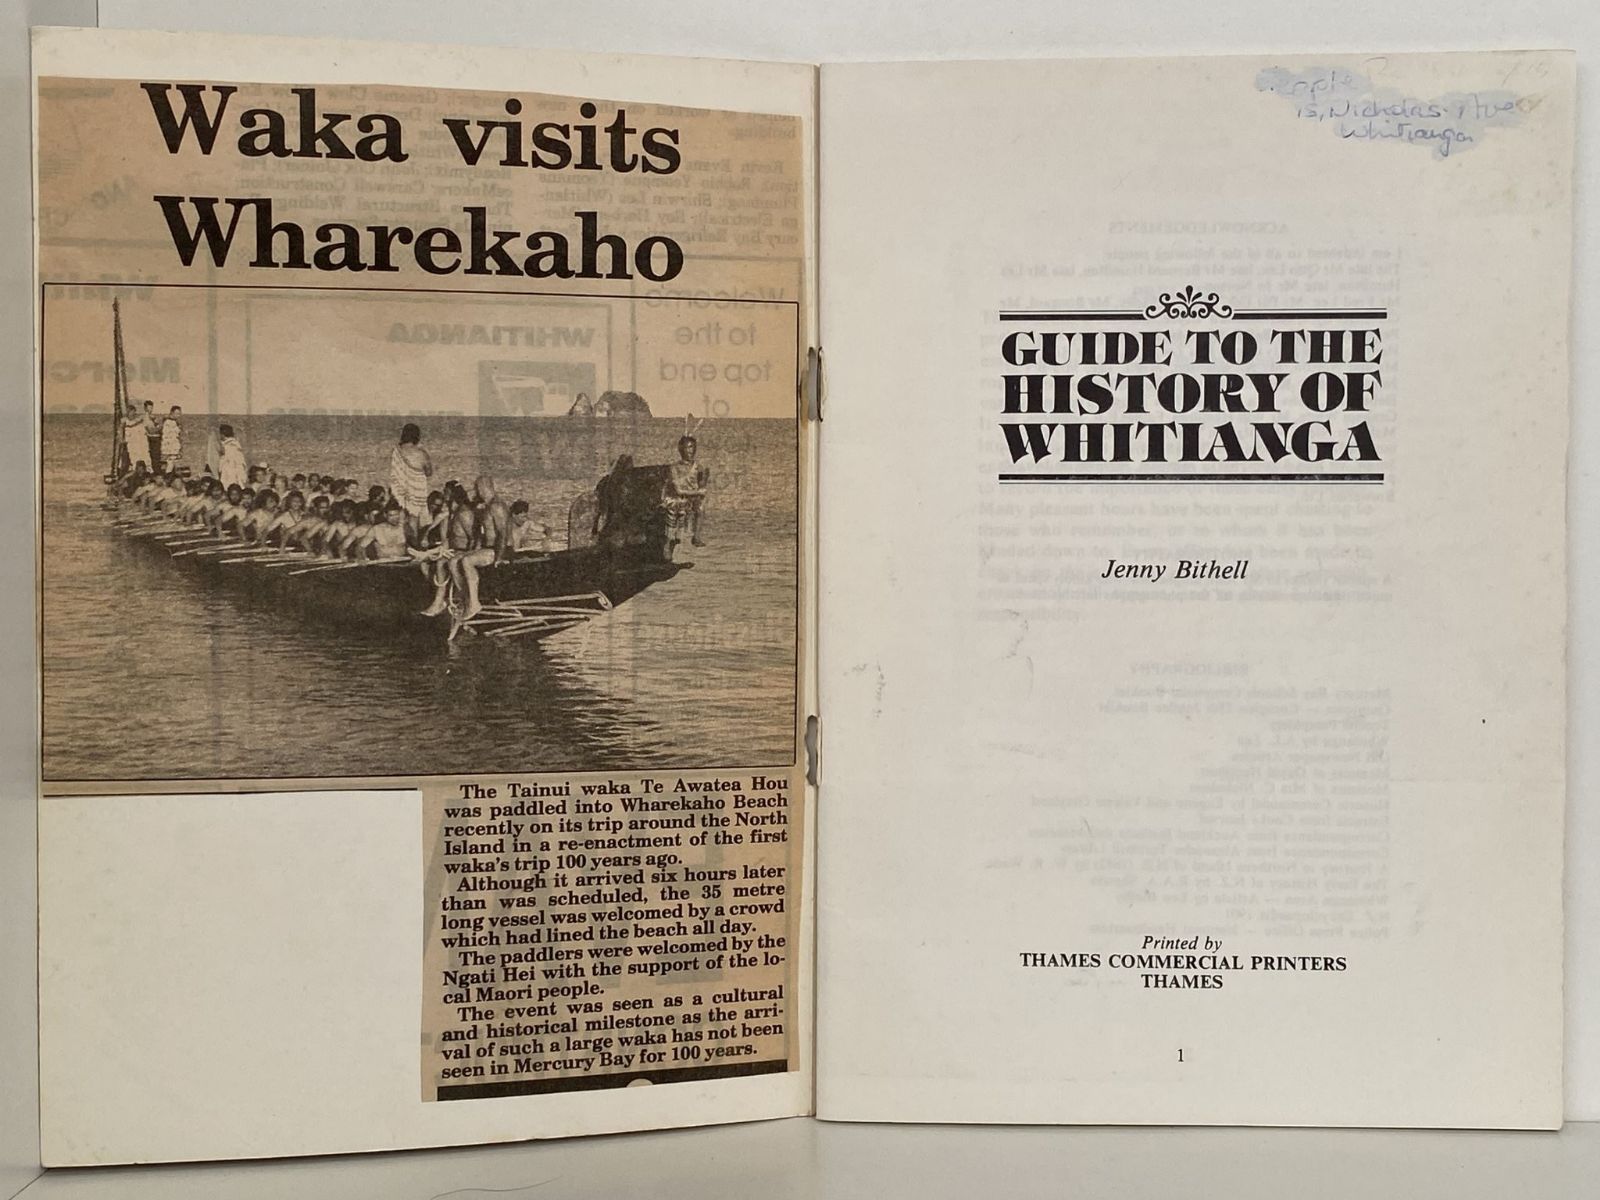 Waka visits
Wharekaho
The Tainui waka Te Awatea Hou
was paddled into Wharekaho Beach
recently on its trip around the North
Island in a re-enactment of the first
waka's trip 100 years ago.
Although it arrived six hours later
than was scheduled, the 35 metre
long vessel was welcomed by a crowd
which had lined the beach all day.
The paddlers were welcomed by the
Ngati Hei with the support of the lo-
cal Maori people.
The event was seen as a cultural
and historical milestone as the arri-
val of such a large waka has not been
seen in Mercury Bay for 100 years.
15, Nicholas Ave
Whitianga
GUIDE TO THE
HISTORY OF
WHITIANGA
Jenny Bithell
Printed by
THAMES COMMERCIAL PRINTERS
THAMES
1